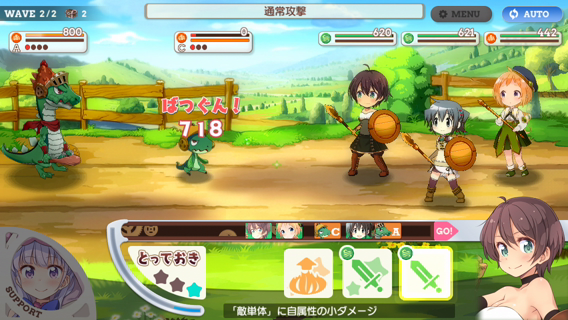 WAVE 2/2 2
通常攻撃
MENU
AUTO
800
0
620
621
442
A
C
ばつぐん!
718
C
A
GO!
とっておき
SUPPORT
「敵単体」に自属性の小ダメージ